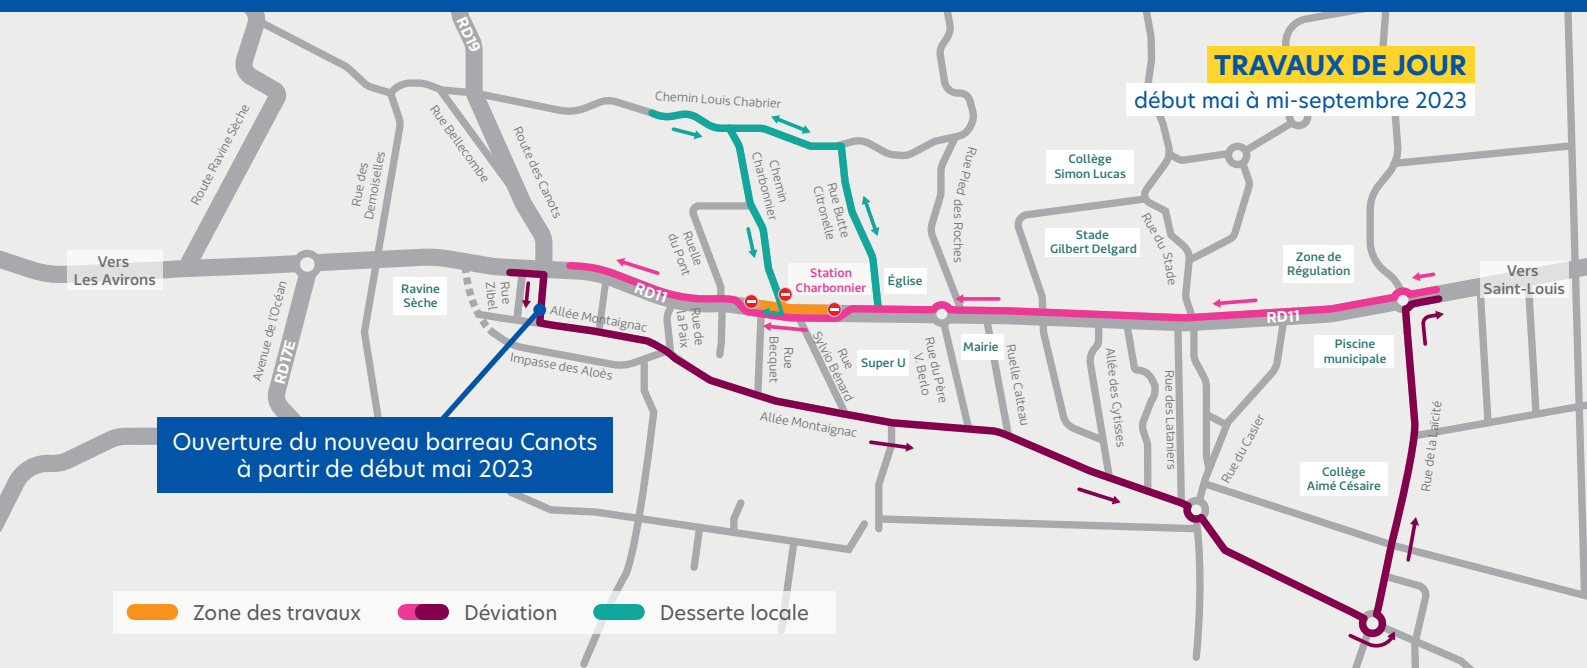 TRAVAUX DE JOUR
début mai à mi-septembre 2023
RD19
Chemin Louis Chabrier
Route Ravine Sèche
Rue des
Demoiselles
Rue Bellecombe
Route des Canots
Chemin
Charbonnier
Rue Butte
Citronelle
Rue Pied des Roches
Collège
Simon Lucas
Stade
Gilbert Delgard
Rue du Stade
Zone de
Régulation
Vers
Saint-Louis
Vers
Les Avirons
Ruelle
du Pont
Station
Charbonnier
Église
Ravine
Sèche
Rue
Zibel
RD11
RD11
Avenue de l'Océan
RD17E
Allée Montaignac
Impasse des Aloès
Rue de
la Paix
Rue
Becquet
Rue
Sylvio Bénard
Super U
Rue du Père
V. Berlo
Mairie
Ruelle Calteau
Allée des Cytisses
Rue des Lataniers
Rue du Casier
Piscine
municipale
Rue de la Laïcité
Collège
Aimé Césaire
Allée Montaignac
Ouverture du nouveau barreau Canots
à partir de début mai 2023
Zone des travaux
Déviation
Desserte locale